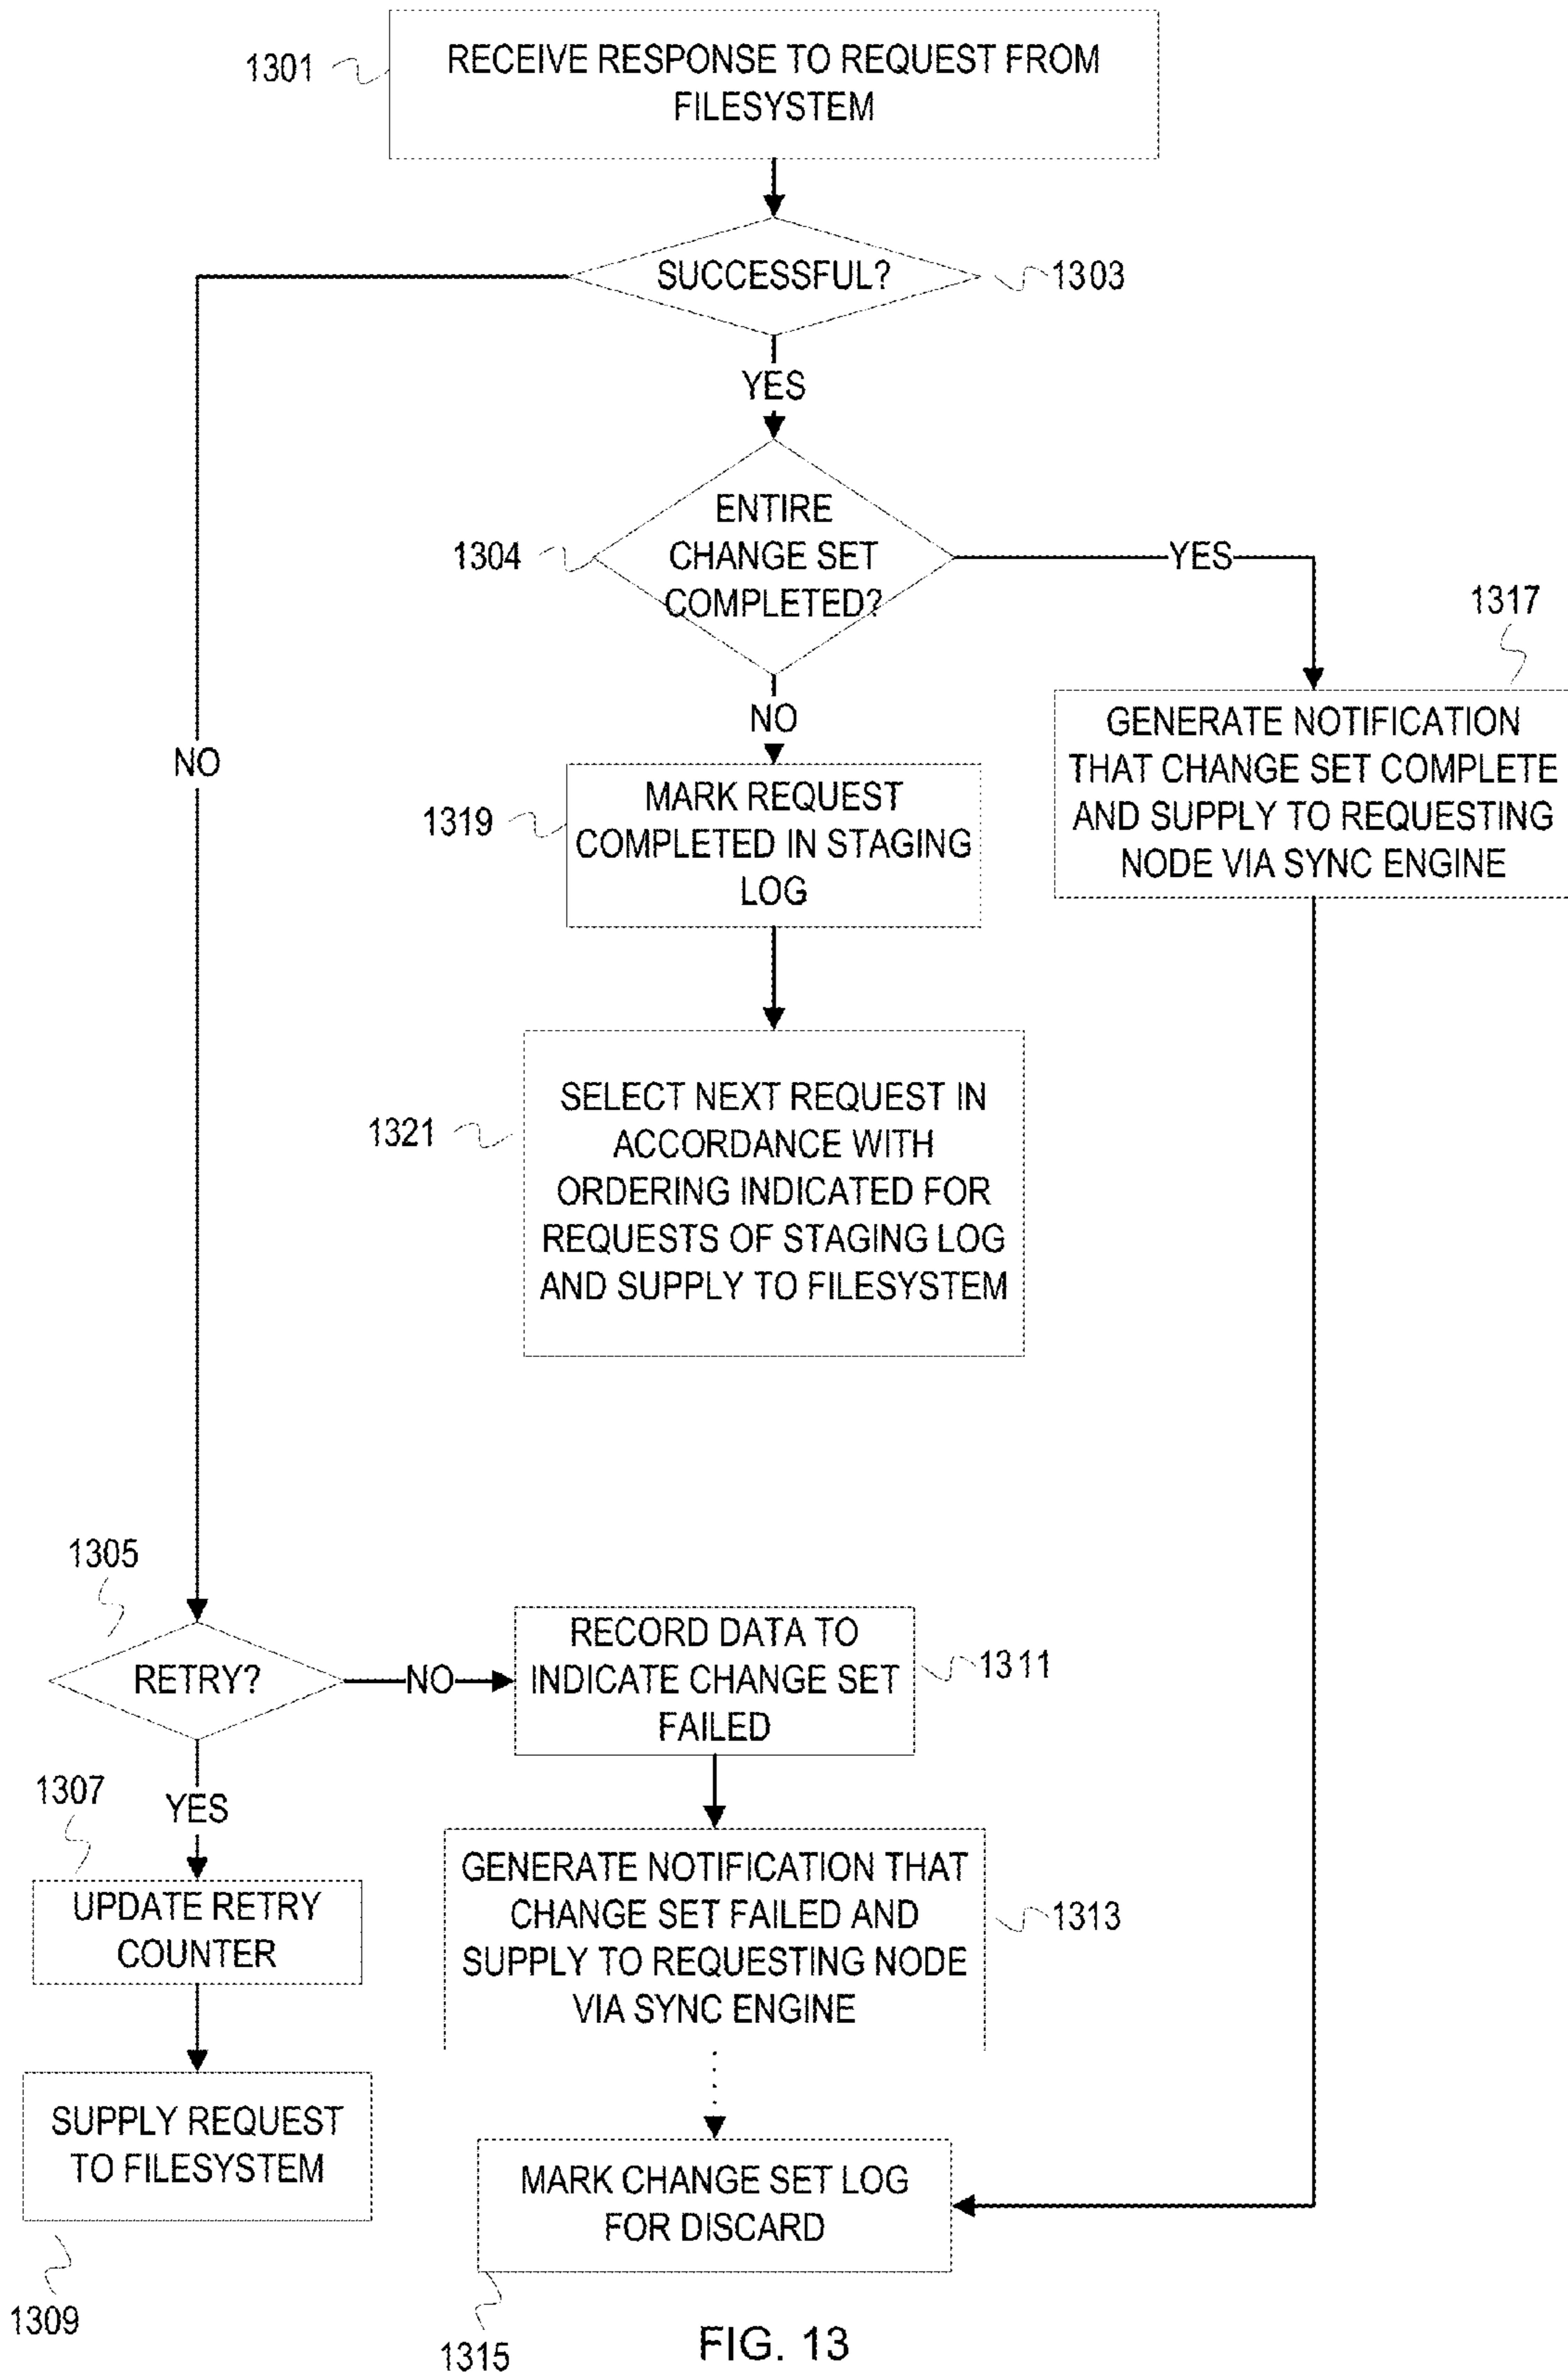 1301
RECEIVE RESPONSE TO REQUEST FROM
FILESYSTEM
SUCCESSFUL?
1303
YES
ENTIRE
CHANGE SET
COMPLETED?
1304
YES
1317
NO
GENERATE NOTIFICATION
THAT CHANGE SET COMPLETE
AND SUPPLY TO REQUESTING
NODE VIA SYNC ENGINE
NO
MARK REQUEST
COMPLETED IN STAGING
LOG
1319
SELECT NEXT REQUEST IN
ACCORDANCE WITH
ORDERING INDICATED FOR
REQUESTS OF STAGING LOG
AND SUPPLY TO FILESYSTEM
1321
1305
RETRY?
NO
RECORD DATA TO
INDICATE CHANGE SET
FAILED
1311
1307
YES
UPDATE RETRY
COUNTER
GENERATE NOTIFICATION THAT
CHANGE SET FAILED AND
SUPPLY TO REQUESTING NODE
VIA SYNC ENGINE
1313
SUPPLY REQUEST
TO FILESYSTEM
MARK CHANGE SET LOG
FOR DISCARD
1309
1315
FIG. 13